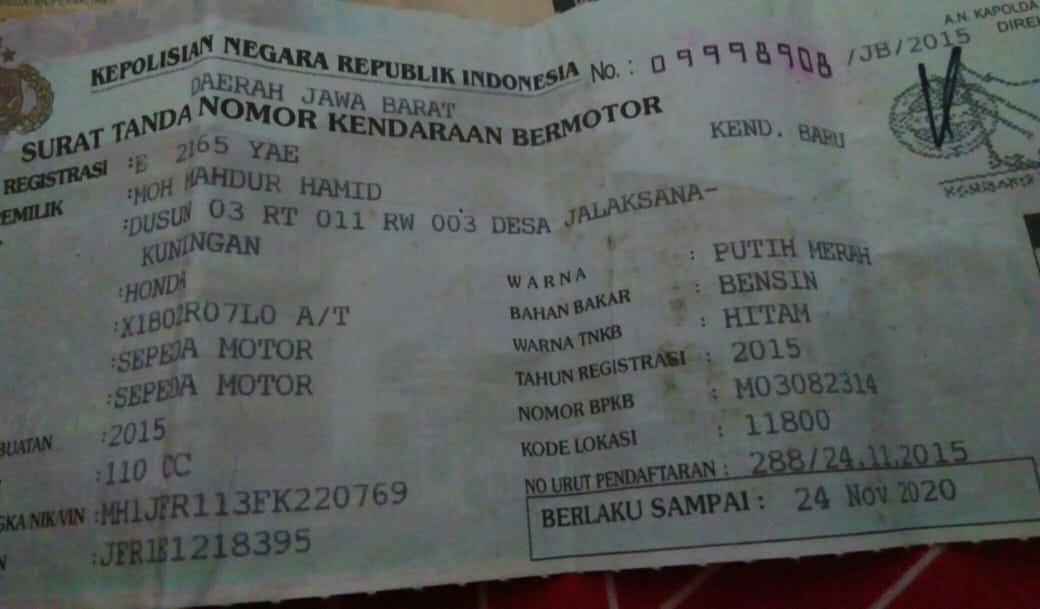 A.N. KAPOLDA
DIREK
KEPOLISIAN NEGARA REPUBLIK INDONESIA No. : 09998908 /JB/2015
DAERAH JAWA BARAT
SURAT TANDA NOMOR KENDARAAN BERMOTOR
KEND. BARU
REGISTRASI :E 2165 YAE
EMILIK :MOH MAHDUR HAMID
:DUSUN 03 RT 011 RW 003 DESA JALAKSANA-
KUNINGAN
:HONDA
:X1B02R07L0 A/T
:SEPEDA MOTOR
:SEPEDA MOTOR
BUATAN :2015
:110 CC
GKA/NIK/VIN :MH1JFR113FK220769
N :JFR1E1218395
WARNA : PUTIH MERAH
BAHAN BAKAR : BENSIN
WARNA TNKB : HITAM
TAHUN REGISTRASI : 2015
NOMOR BPKB : M03082314
KODE LOKASI : 11800
NO URUT PENDAFTARAN : 288/24.11.2015
BERLAKU SAMPAI : 24 Nov 2020